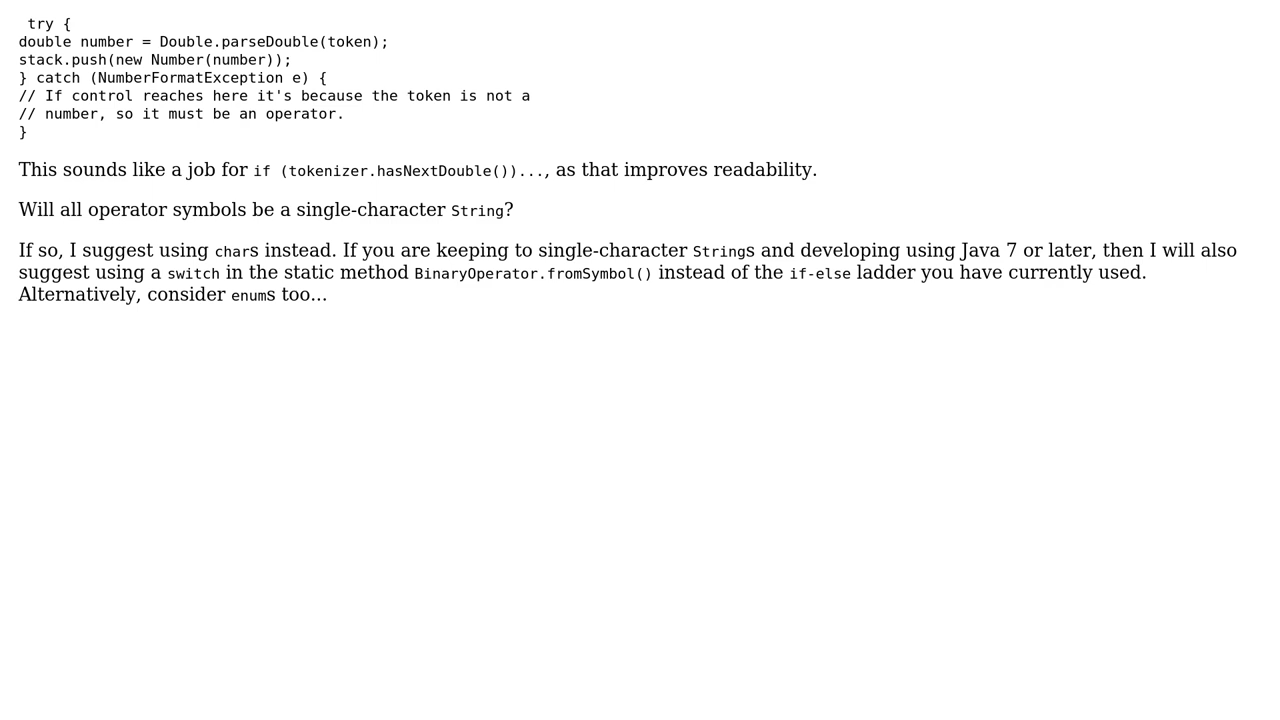 try {
double number = Double.parseDouble(token);
stack.push(new Number(number));
} catch (NumberFormatException e) {
// If control reaches here it's because the token is not a
// number, so it must be an operator.
}
This sounds like a job for if (tokenizer.hasNextDouble())..., as that improves readability.
Will all operator symbols be a single-character String?
If so, I suggest using chars instead. If you are keeping to single-character Strings and developing using Java 7 or later, then I will also
suggest using a switch in the static method BinaryOperator.fromSymbol() instead of the if-else ladder you have currently used.
Alternatively, consider enums too...